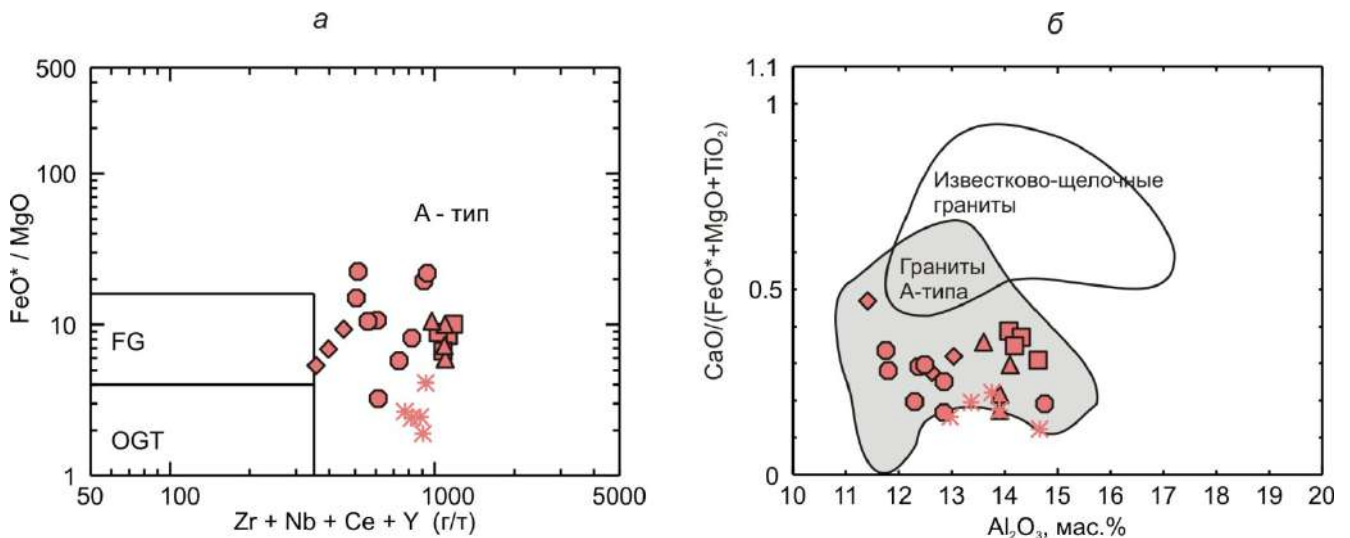 а
500
100
10
1
FeO* / MgO
А - тип
FG
OGT
50
100
1000
5000
Zr + Nb + Ce + Y (г/т)
б
1.1
1
0.5
0
CaO/(FeO*+MgO+TiO₂)
Известково-щелочные
граниты
Граниты
А-типа
10
11
12
13
14
15
16
17
18
19
20
Al₂O₃, мас.%